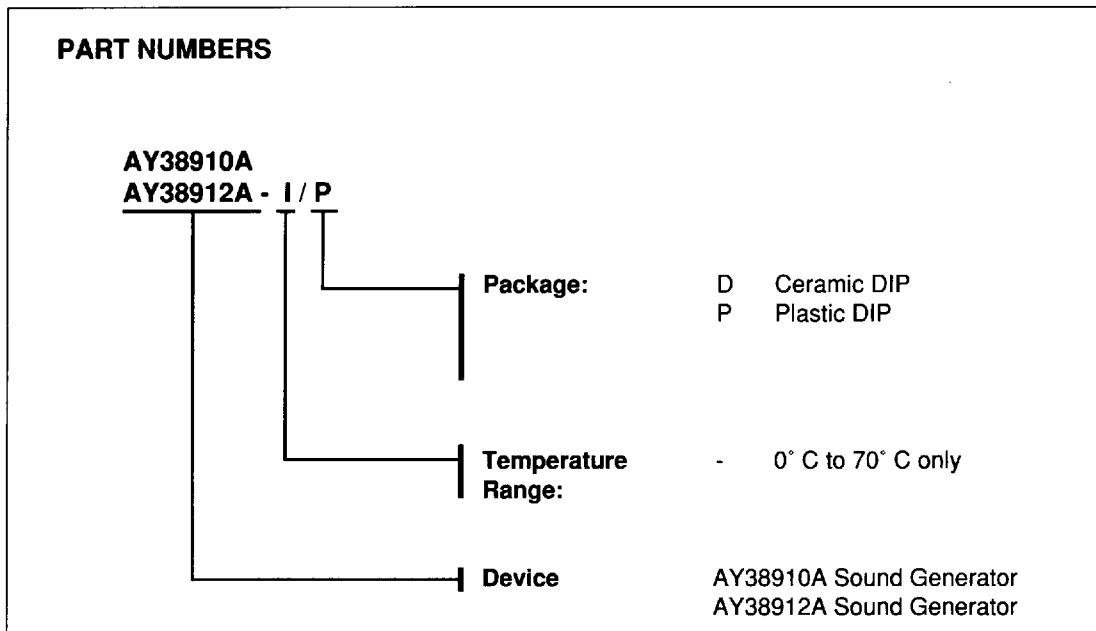 PART NUMBERS
AY38910A
AY38912A - I / P
Package: D Ceramic DIP
P Plastic DIP
Temperature - 0° C to 70° C only
Range:
Device AY38910A Sound Generator
AY38912A Sound Generator